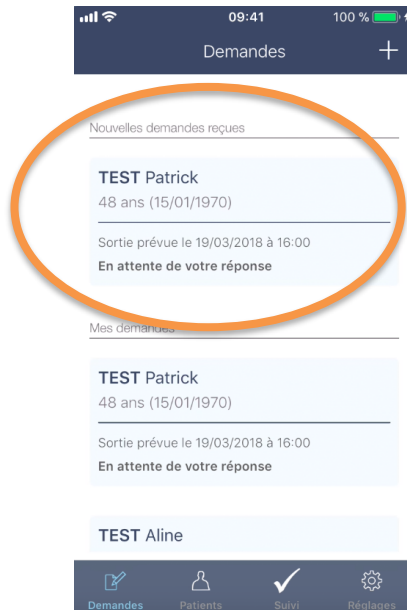 09:41
100 %
Demandes
Nouvelles demandes reçues
TEST Patrick
48 ans (15/01/1970)
Sortie prévue le 19/03/2018 à 16:00
En attente de votre réponse
Mes demandes
TEST Patrick
48 ans (15/01/1970)
Sortie prévue le 19/03/2018 à 16:00
En attente de votre réponse
TEST Aline
Demandes Patients Suivi Réglages